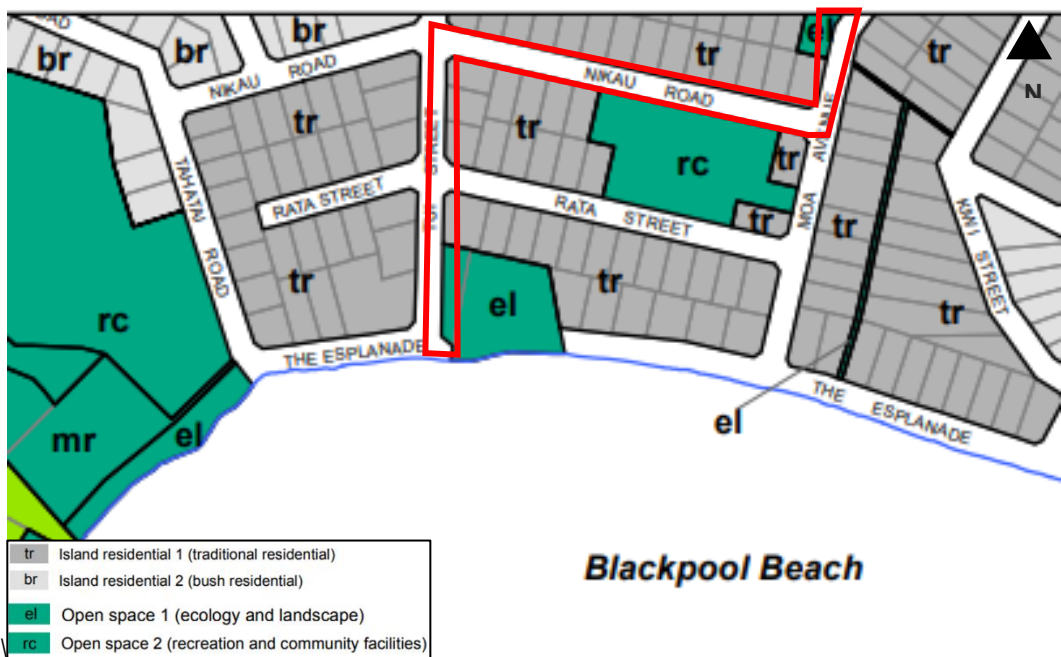 OAD
br
br
br
tr
el
tr
N
NIKAU ROAD
NIKAU ROAD
tr
tr
rc
tr
TAHATAI ROAD
STREET
RATA STREET
RATA STREET
tr
MOA AVENUE
tr
KIWI STREET
tr
tr
tr
rc
el
THE ESPLANADE
mr
el
el
THE ESPLANADE
Blackpool Beach
tr Island residential 1 (traditional residential)
br Island residential 2 (bush residential)
el Open space 1 (ecology and landscape)
rc Open space 2 (recreation and community facilities)